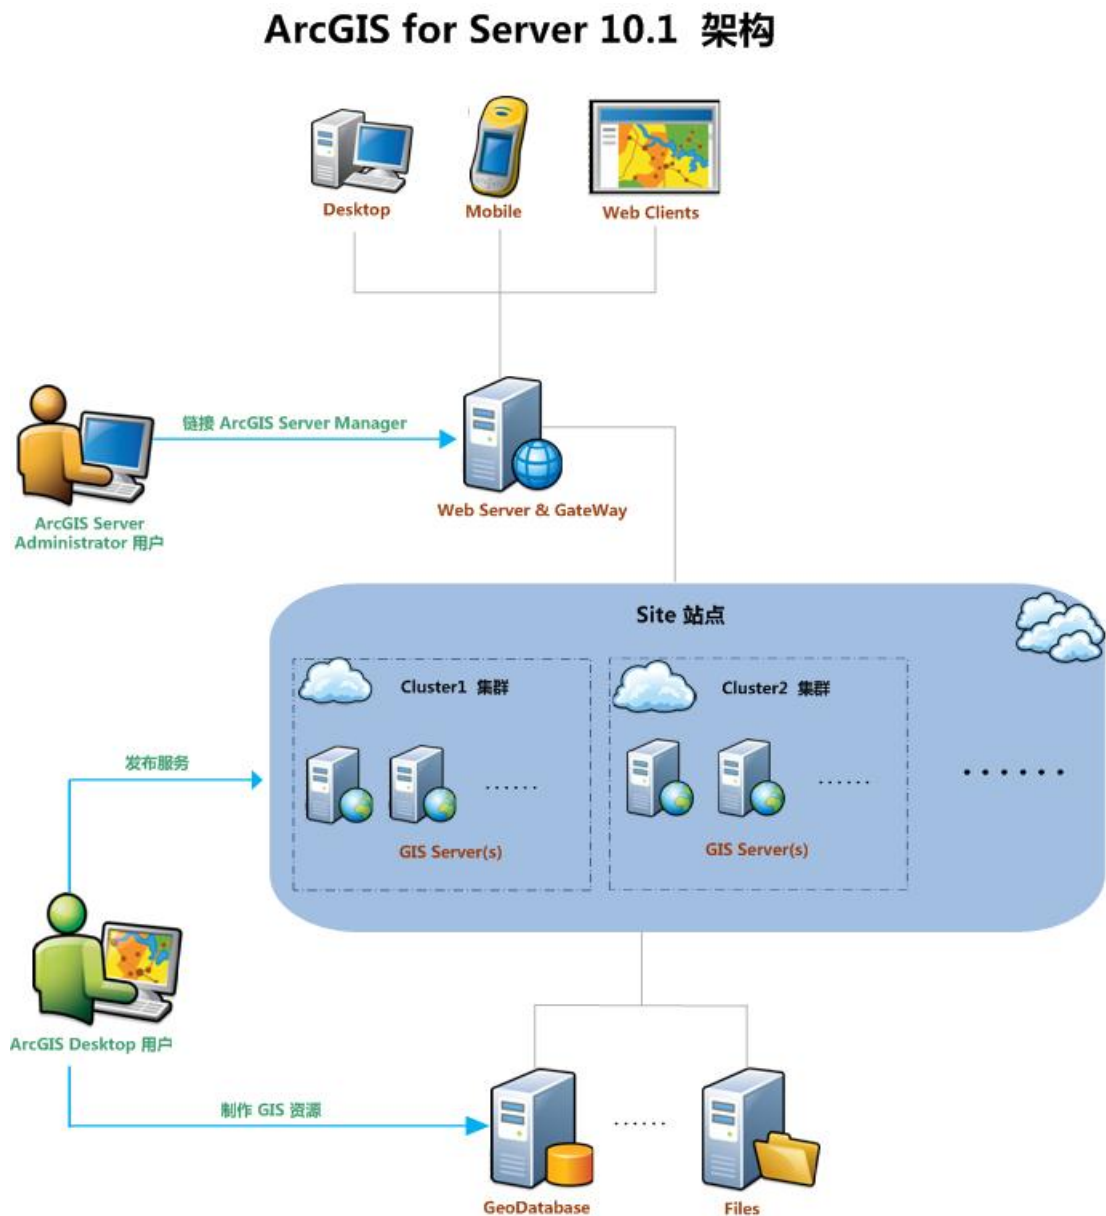 ArcGIS for Server 10.1 架构
Desktop
Mobile
Web Clients
链接 ArcGIS Server Manager
Web Server & GateWay
ArcGIS Server
Administrator 用户
Site 站点
Cluster1 集群
Cluster2 集群
发布服务
······
······
······
GIS Server(s)
GIS Server(s)
ArcGIS Desktop 用户
制作 GIS 资源
······
GeoDatabase
Files